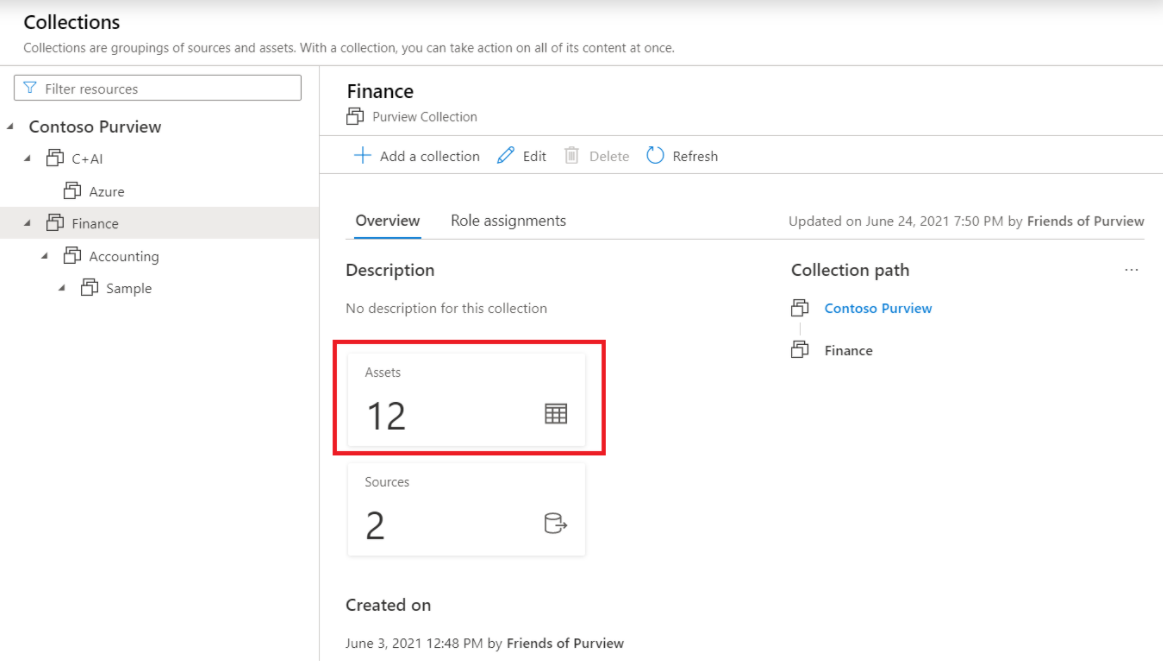 Collections
Collections are groupings of sources and assets. With a collection, you can take action on all of its content at once.
Filter resources
Contoso Purview
C+AI
Azure
Finance
Accounting
Sample
Finance
Purview Collection
Add a collection Edit Delete Refresh
Overview Role assignments Updated on June 24, 2021 7:50 PM by Friends of Purview
Description
No description for this collection
Assets
12
Sources
2
Created on
June 3, 2021 12:48 PM by Friends of Purview
Collection path ...
Contoso Purview
Finance